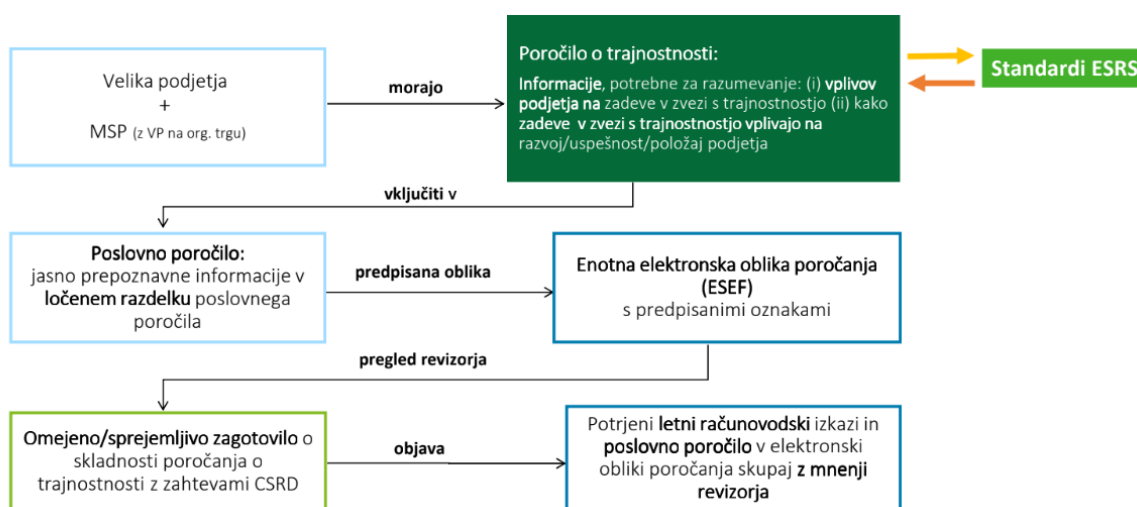 Velika podjetja
+
MSP (z VP na org. trgu)
morajo
Poročilo o trajnostnosti:
Informacije, potrebne za razumevanje: (i) vplivov
podjetja na zadeve v zvezi s trajnostnostjo (ii) kako
zadeve v zvezi s trajnostnostjo vplivajo na
razvoj/uspešnost/položaj podjetja
Standardi ESRS
vključiti v
Poslovno poročilo:
jasno prepoznavne informacije v
ločenem razdelku poslovnega
poročila
predpisana oblika
Enotna elektronska oblika poročanja
(ESEF)
s predpisanimi oznakami
pregled revizorja
Omejeno/sprejemljivo zagotovilo o
skladnosti poročanja o
trajnostnosti z zahtevami CSRD
objava
Potrjeni letni računovodski izkazi in
poslovno poročilo v elektronski
obliki poročanja skupaj z mnenji
revizorja